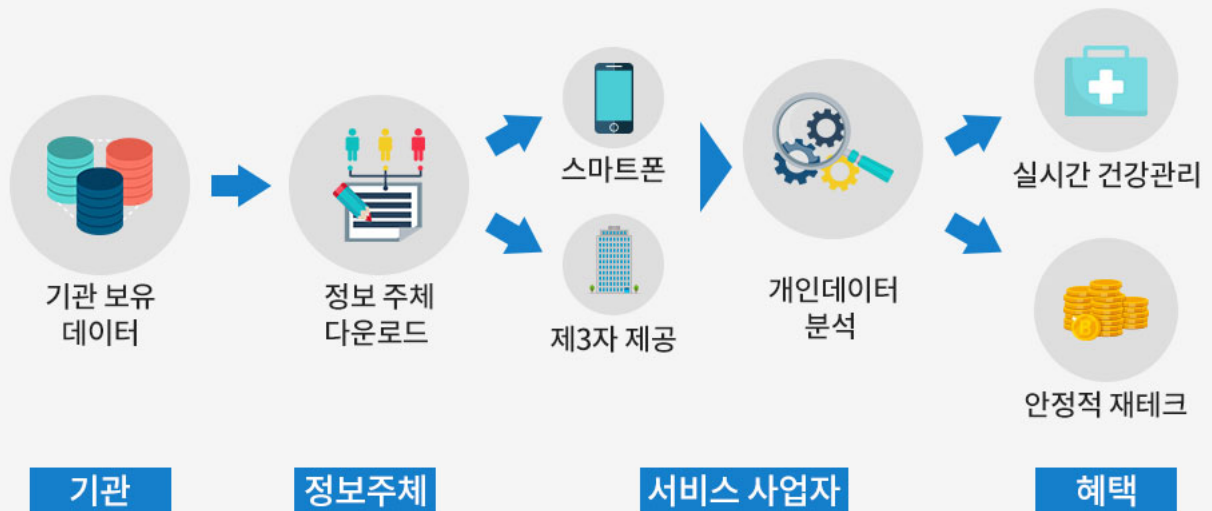 기관 보유
데이터
정보 주체
다운로드
스마트폰
제3자 제공
개인데이터
분석
실시간 건강관리
안정적 재테크
기관
정보주체
서비스 사업자
혜택